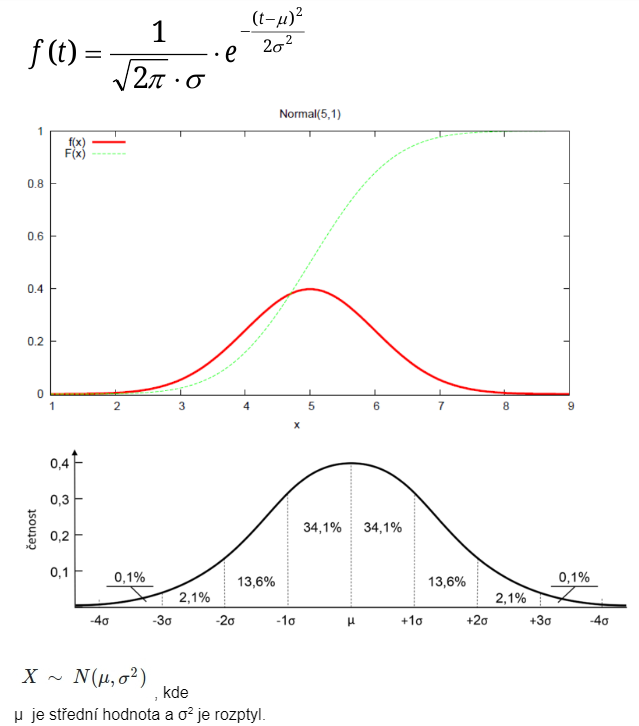 f(t) = 1/(√2π · σ) · e^(−(t−μ)²/(2σ²))
Normal(5,1)
f(x)
F(x)
1
0.8
0.6
0.4
0.2
0
1 2 3 4 5 6 7 8 9
x
četnost
0,4
0,3
0,2
0,1
34,1% 34,1%
13,6% 13,6%
0,1% 0,1%
2,1% 2,1%
-4σ -3σ -2σ -1σ μ +1σ +2σ +3σ -4σ
X ∼ N(μ, σ²) , kde
μ je střední hodnota a σ² je rozptyl.